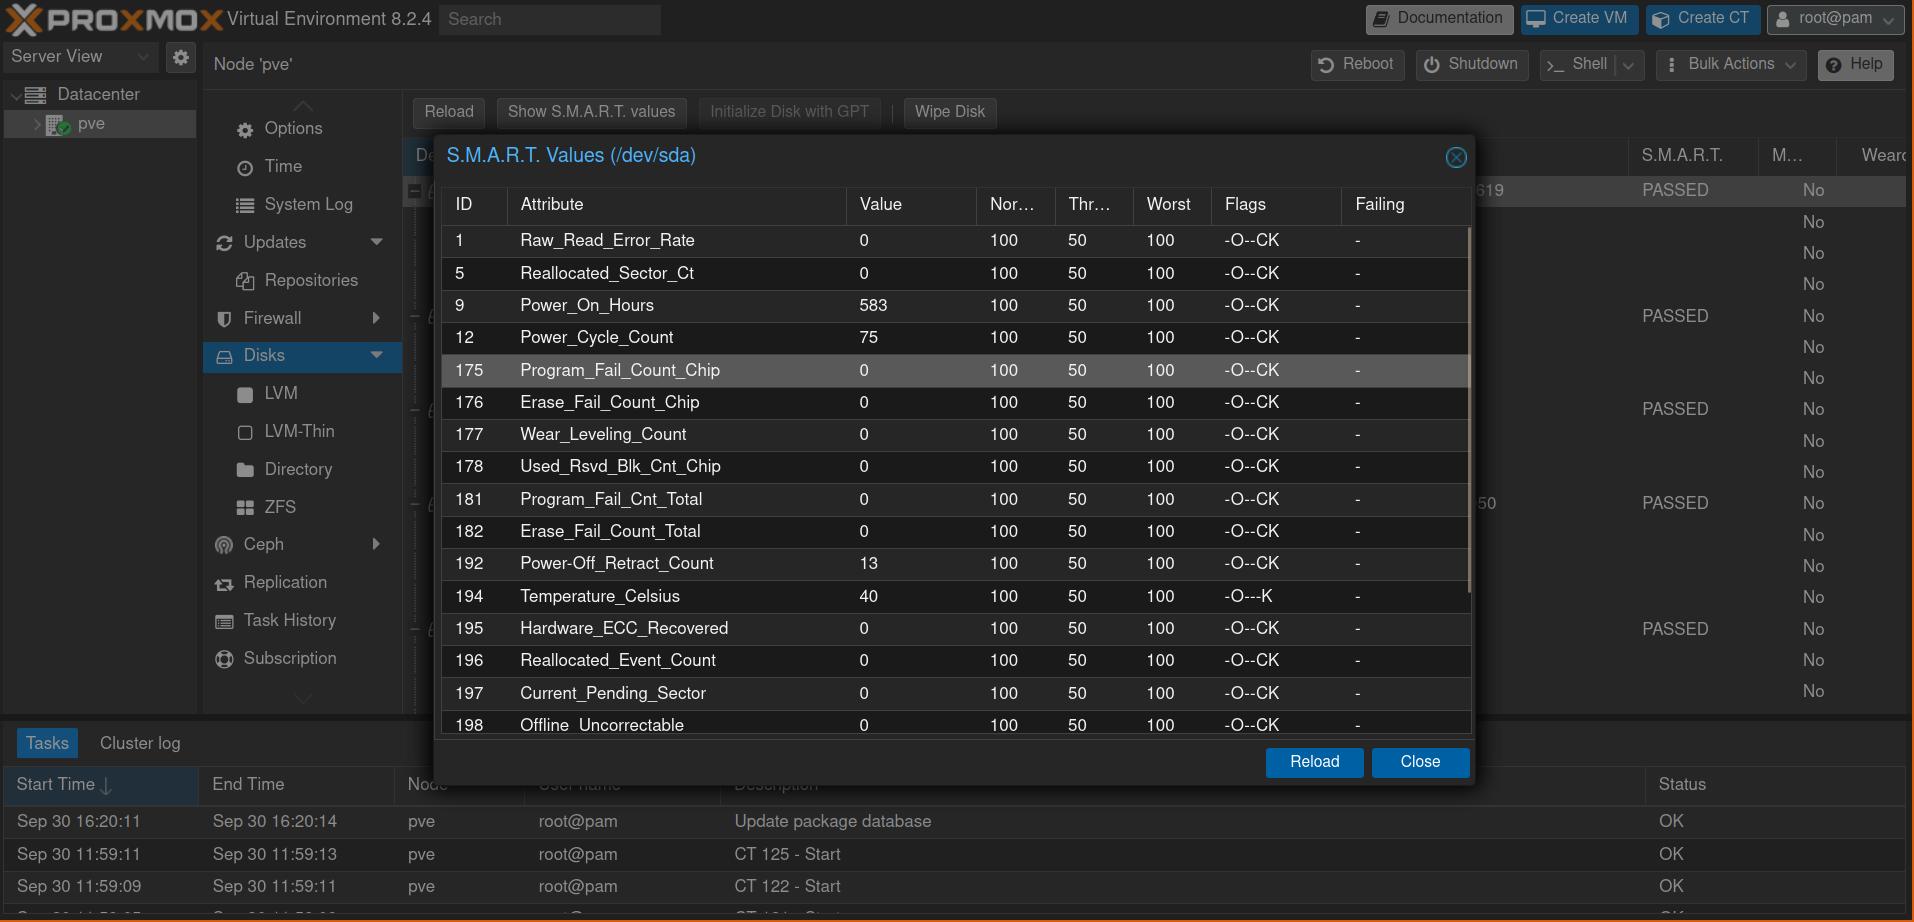 PROXMOX Virtual Environment 8.2.4 Search Documentation Create VM Create CT root@pam
Server View Node 'pve' Reboot Shutdown >_ Shell Bulk Actions Help
Datacenter
pve
Options
Time
System Log
Updates
Repositories
Firewall
Disks
LVM
LVM-Thin
Directory
ZFS
Ceph
Replication
Task History
Subscription
Reload Show S.M.A.R.T. values Initialize Disk with GPT Wipe Disk
De S.M.A.R.T. M... Wearo
619 PASSED No
No
No
No
PASSED No
No
No
PASSED No
No
No
50 PASSED No
No
No
No
PASSED No
No
No
S.M.A.R.T. Values (/dev/sda)
ID Attribute Value Nor... Thr... Worst Flags Failing
1 Raw_Read_Error_Rate 0 100 50 100 -O--CK -
5 Reallocated_Sector_Ct 0 100 50 100 -O--CK -
9 Power_On_Hours 583 100 50 100 -O--CK -
12 Power_Cycle_Count 75 100 50 100 -O--CK -
175 Program_Fail_Count_Chip 0 100 50 100 -O--CK -
176 Erase_Fail_Count_Chip 0 100 50 100 -O--CK -
177 Wear_Leveling_Count 0 100 50 100 -O--CK -
178 Used_Rsvd_Blk_Cnt_Chip 0 100 50 100 -O--CK -
181 Program_Fail_Cnt_Total 0 100 50 100 -O--CK -
182 Erase_Fail_Count_Total 0 100 50 100 -O--CK -
192 Power-Off_Retract_Count 13 100 50 100 -O--CK -
194 Temperature_Celsius 40 100 50 100 -O---K -
195 Hardware_ECC_Recovered 0 100 50 100 -O--CK -
196 Reallocated_Event_Count 0 100 50 100 -O--CK -
197 Current_Pending_Sector 0 100 50 100 -O--CK -
198 Offline_Uncorrectable 0 100 50 100 -O--CK -
Reload Close
Tasks Cluster log
Start Time End Time Node User name Description Status
Sep 30 16:20:11 Sep 30 16:20:14 pve root@pam Update package database OK
Sep 30 11:59:11 Sep 30 11:59:13 pve root@pam CT 125 - Start OK
Sep 30 11:59:09 Sep 30 11:59:11 pve root@pam CT 122 - Start OK